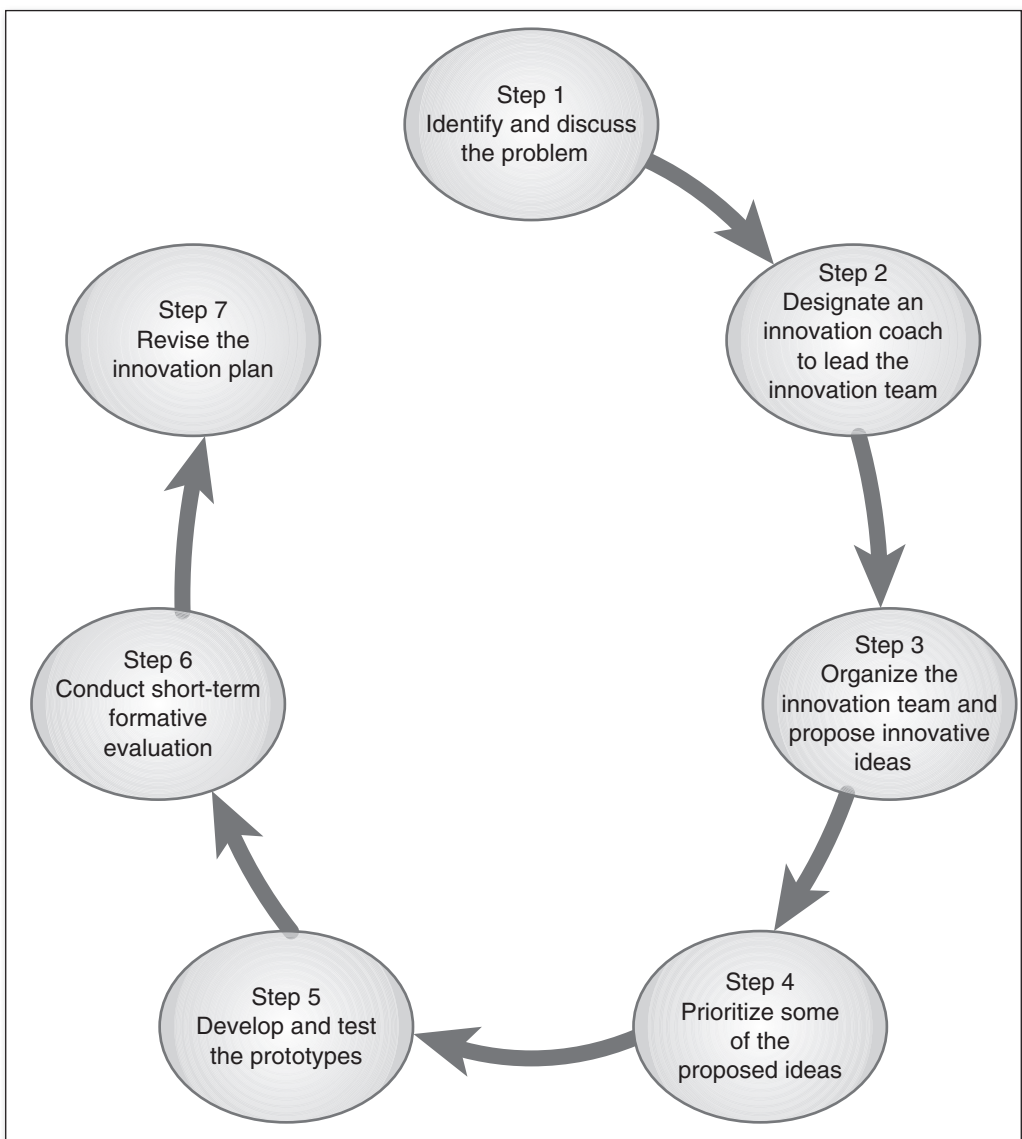 Step 1
Identify and discuss
the problem
Step 2
Designate an
innovation coach
to lead the
innovation team
Step 3
Organize the
innovation team and
propose innovative
ideas
Step 4
Prioritize some
of the
proposed ideas
Step 5
Develop and test
the prototypes
Step 6
Conduct short-term
formative
evaluation
Step 7
Revise the
innovation plan